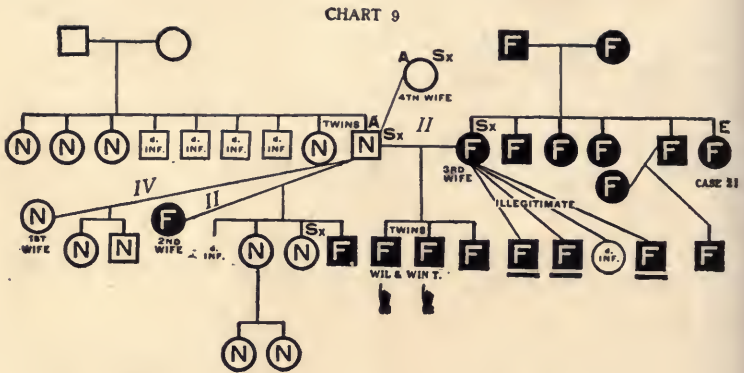 CHART 9
F F
A Sx
4TH WIFE
N N N d. INF. d. INF. d. INF. d. INF. TWINS N A N Sx II Sx F F F F F E F
3RD WIFE
F
CASE 21
IV II
ILLEGITIMATE
N F
1ST WIFE
2ND WIFE
N N d. INF. N Sx N F TWINS F F F F F d. INF. F F
WIL & WIN T.
N N